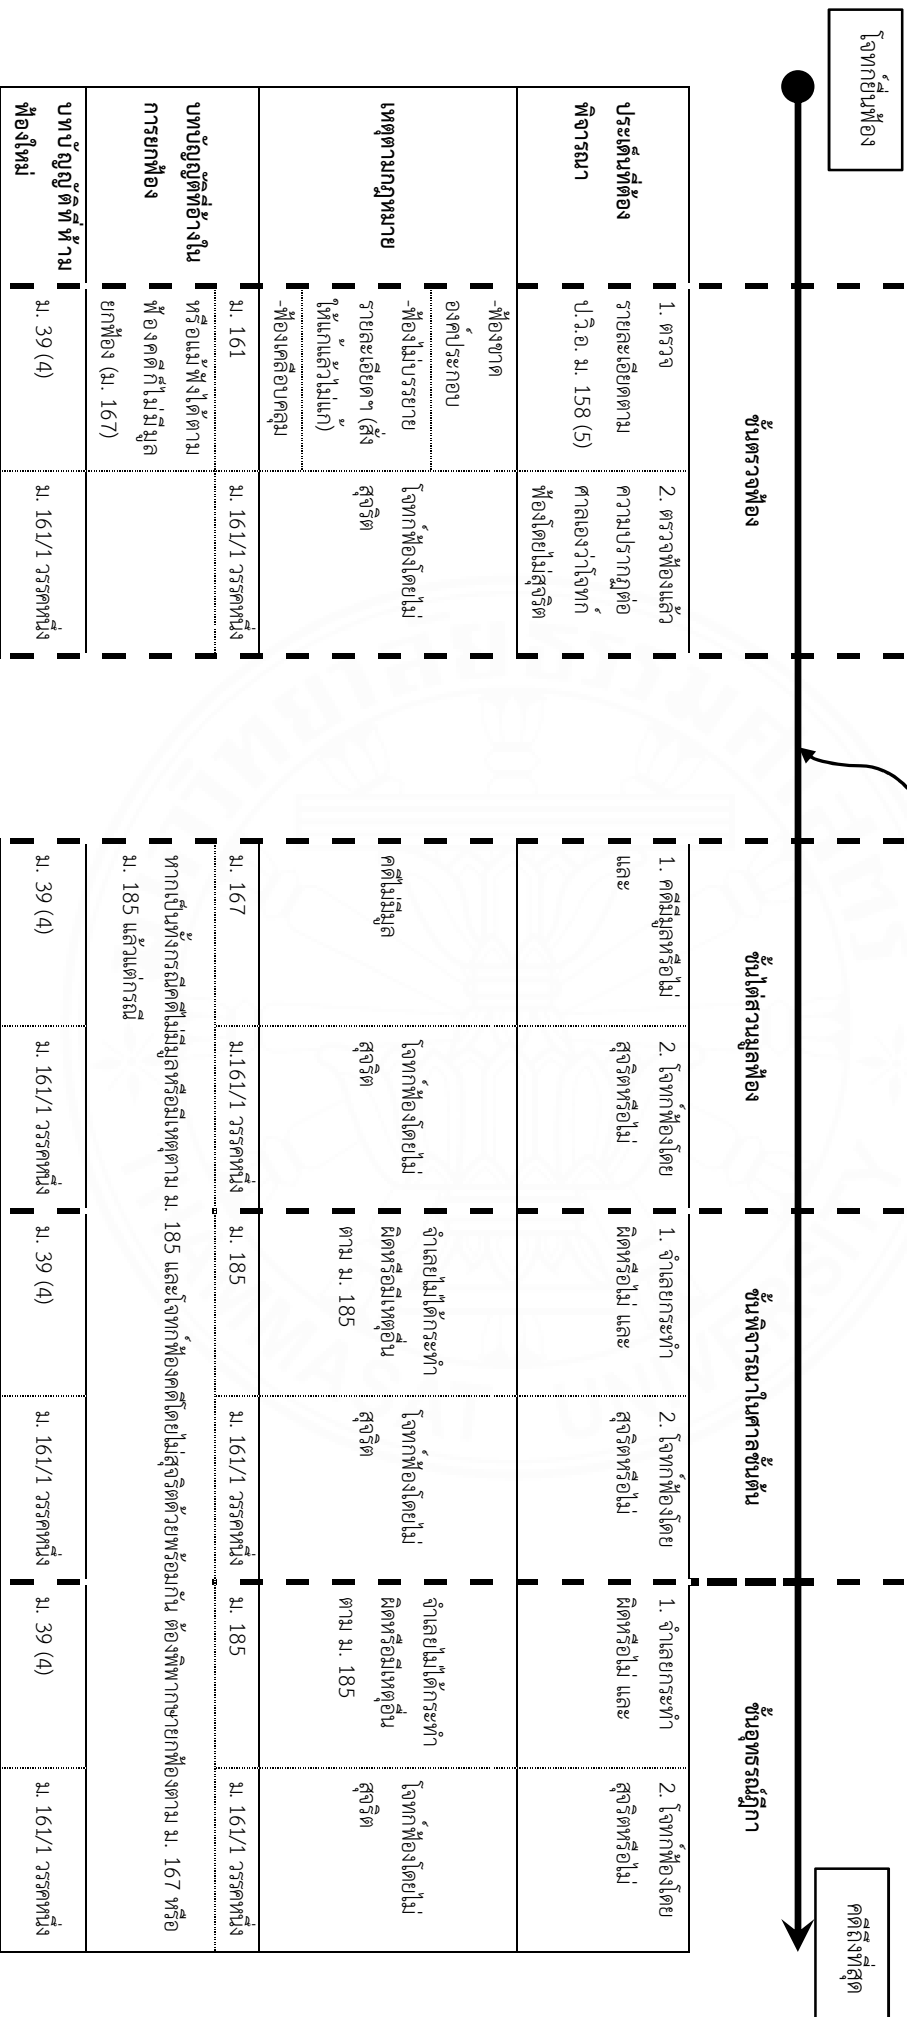 โจทก์ยื่นฟ้อง
คดีถึงที่สุด
ชั้นตรวจฟ้อง
ชั้นไต่สวนมูลฟ้อง
ชั้นพิจารณาในศาลชั้นต้น
ชั้นอุทธรณ์ฎีกา
ประเด็นที่ต้อง
พิจารณา
1. ตรวจ
รายละเอียดตาม
ป.วิ.อ. ม. 158 (5)
2. ตรวจฟ้องแล้ว
ความปรากฏต่อ
ศาลเองว่าโจทก์
ฟ้องโดยไม่สุจริต
1. คดีมีมูลหรือไม่
และ
2. โจทก์ฟ้องโดย
สุจริตหรือไม่
1. จำเลยกระทำ
ผิดหรือไม่ และ
2. โจทก์ฟ้องโดย
สุจริตหรือไม่
1. จำเลยกระทำ
ผิดหรือไม่ และ
2. โจทก์ฟ้องโดย
สุจริตหรือไม่
เหตุตามกฎหมาย
-ฟ้องขาด
องค์ประกอบ
-ฟ้องไม่บรรยาย
รายละเอียดฯ (สั่ง
ให้แก้แล้วไม่แก้)
-ฟ้องเคลือบคลุม
โจทก์ฟ้องโดยไม่
สุจริต
คดีไม่มีมูล
โจทก์ฟ้องโดยไม่
สุจริต
จำเลยไม่ได้กระทำ
ผิดหรือมีเหตุอื่น
ตาม ม. 185
โจทก์ฟ้องโดยไม่
สุจริต
จำเลยไม่ได้กระทำ
ผิดหรือมีเหตุอื่น
ตาม ม. 185
โจทก์ฟ้องโดยไม่
สุจริต
บทบัญญัติที่อ้างใน
การยกฟ้อง
ม. 161
หรือแม้ฟังได้ตาม
ฟ้องคดีก็ไม่มีมูล
ยกฟ้อง (ม. 167)
ม. 161/1 วรรคหนึ่ง
ม. 167
ม.161/1 วรรคหนึ่ง
ม. 185
ม. 161/1 วรรคหนึ่ง
ม. 185
ม. 161/1 วรรคหนึ่ง
หากเป็นทั้งกรณีคดีไม่มีมูลหรือมีเหตุตาม ม. 185 และโจทก์ฟ้องคดีโดยไม่สุจริตด้วยพร้อมกัน ต้องพิพากษายกฟ้องตาม ม. 167 หรือ
ม. 185 แล้วแต่กรณี
บทบัญญัติที่ห้าม
ฟ้องใหม่
ม. 39 (4)
ม. 161/1 วรรคหนึ่ง
ม. 39 (4)
ม. 161/1 วรรคหนึ่ง
ม. 39 (4)
ม. 161/1 วรรคหนึ่ง
ม. 39 (4)
ม. 161/1 วรรคหนึ่ง